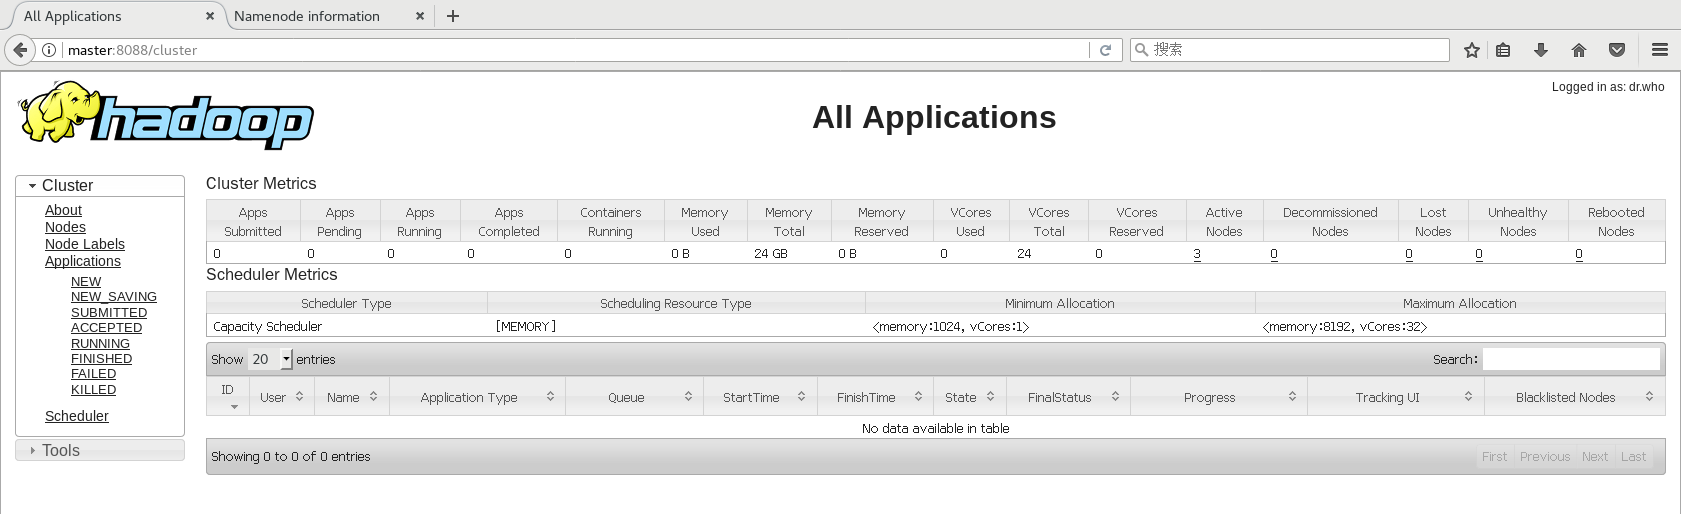 All Applications × Namenode information × +
master:8088/cluster 搜索
hadoop
Logged in as: dr.who
All Applications
Cluster
About
Nodes
Node Labels
Applications
NEW
NEW_SAVING
SUBMITTED
ACCEPTED
RUNNING
FINISHED
FAILED
KILLED
Scheduler
Tools
Cluster Metrics
Apps Submitted Apps Pending Apps Running Apps Completed Containers Running Memory Used Memory Total Memory Reserved VCores Used VCores Total VCores Reserved Active Nodes Decommissioned Nodes Lost Nodes Unhealthy Nodes Rebooted Nodes
0 0 0 0 0 0 B 24 GB 0 B 0 24 0 3 0 0 0 0
Scheduler Metrics
Scheduler Type Scheduling Resource Type Minimum Allocation Maximum Allocation
Capacity Scheduler [MEMORY] <memory:1024, vCores:1> <memory:8192, vCores:32>
Show 20 entries Search:
ID User Name Application Type Queue StartTime FinishTime State FinalStatus Progress Tracking UI Blacklisted Nodes
No data available in table
Showing 0 to 0 of 0 entries First Previous Next Last